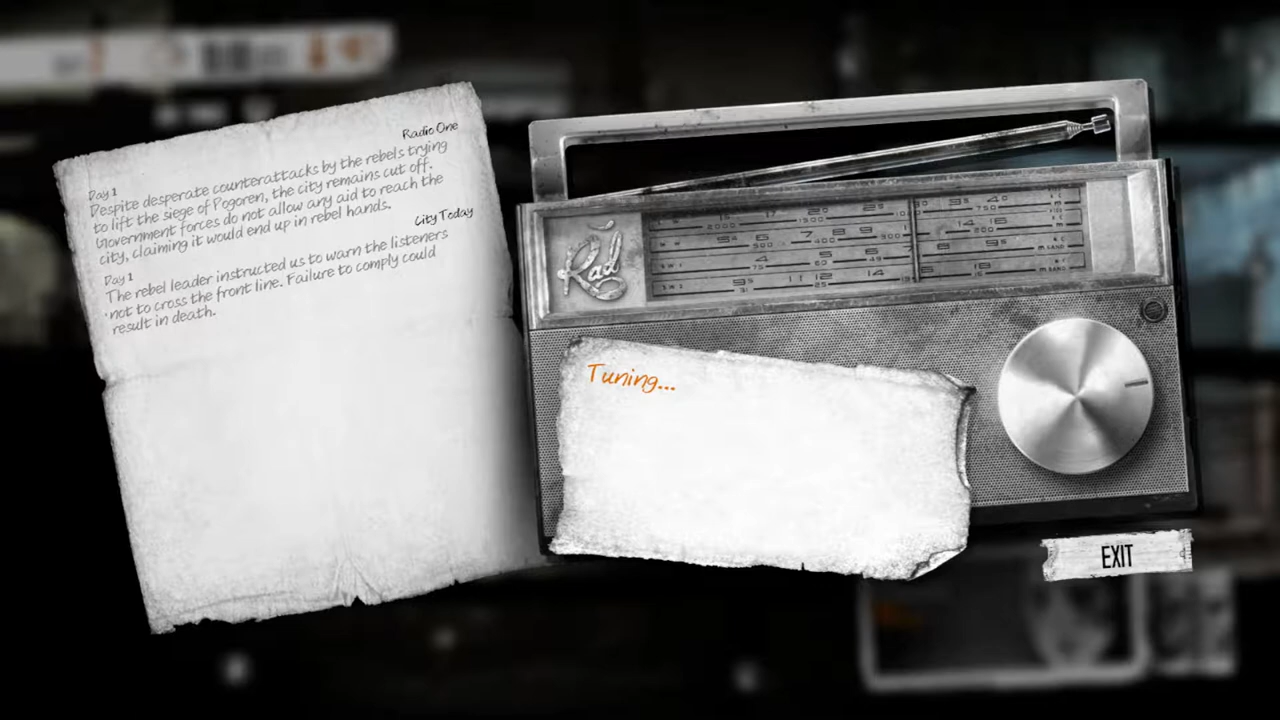 Radio One
Day 1
Despite desperate counterattacks by the rebels trying
to lift the siege of Pogoren, the city remains cut off.
Government forces do not allow any aid to reach the
city, claiming it would end up in rebel hands.
City Today
Day 1
The rebel leader instructed us to warn the listeners
not to cross the front line. Failure to comply could
result in death.
Rad
Tuning...
EXIT